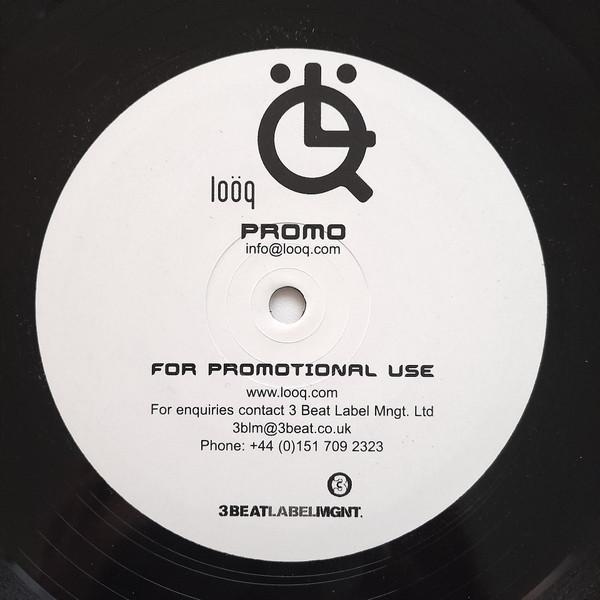 looq
PROMO
info@looq.com
FOR PROMOTIONAL USE
www.looq.com
For enquiries contact 3 Beat Label Mngt. Ltd
3blm@3beat.co.uk
Phone: +44 (0)151 709 2323
3
3BEATLABELMGNT.